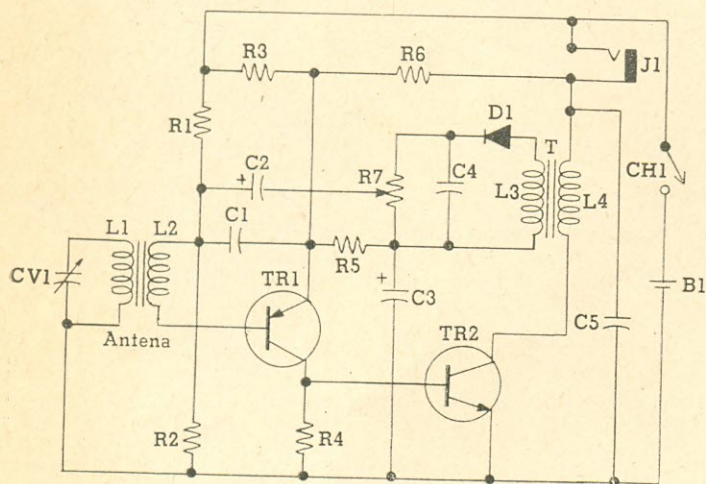 R3
R6
J1
R1
D1
C2
+
R7
C4
T
L3
L4
CH1
L1
L2
C1
CV1
TR1
R5
+
C3
B1
Antena
TR2
C5
R2
R4